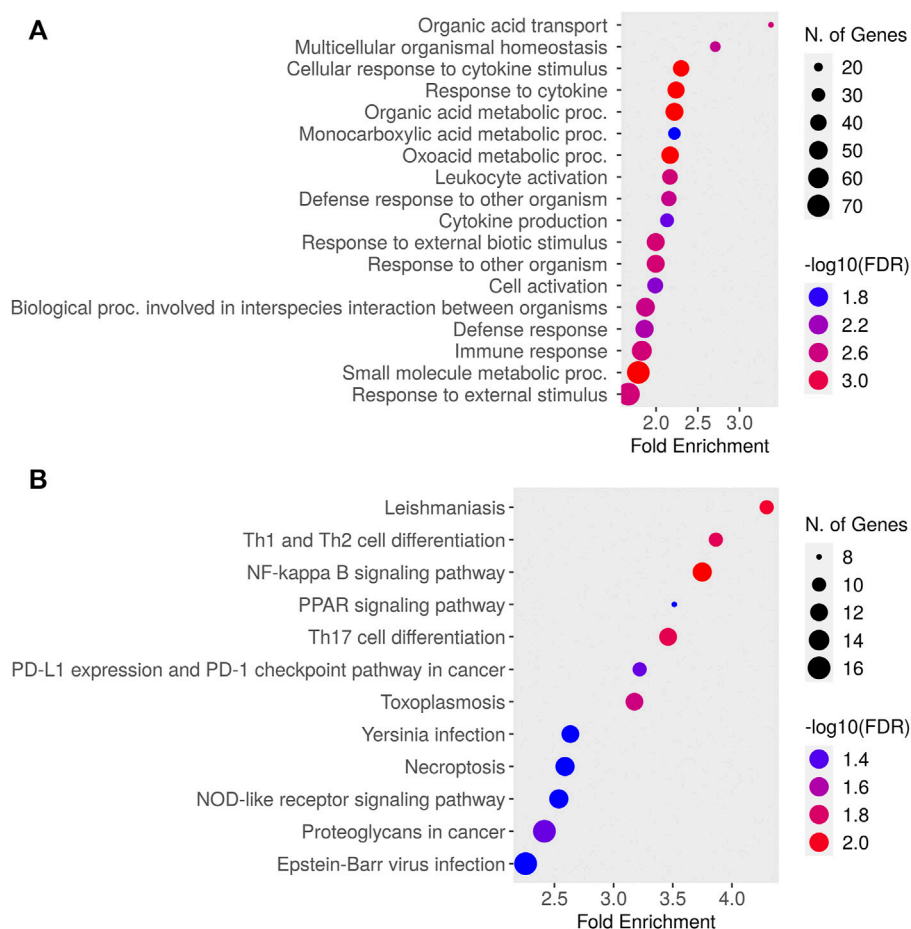 A
Organic acid transport
Multicellular organismal homeostasis
Cellular response to cytokine stimulus
Response to cytokine
Organic acid metabolic proc.
Monocarboxylic acid metabolic proc.
Oxoacid metabolic proc.
Leukocyte activation
Defense response to other organism
Cytokine production
Response to external biotic stimulus
Response to other organism
Cell activation
Biological proc. involved in interspecies interaction between organisms
Defense response
Immune response
Small molecule metabolic proc.
Response to external stimulus
2.0 2.5 3.0
Fold Enrichment
N. of Genes
20
30
40
50
60
70
-log10(FDR)
1.8
2.2
2.6
3.0
B
Leishmaniasis
Th1 and Th2 cell differentiation
NF-kappa B signaling pathway
PPAR signaling pathway
Th17 cell differentiation
PD-L1 expression and PD-1 checkpoint pathway in cancer
Toxoplasmosis
Yersinia infection
Necroptosis
NOD-like receptor signaling pathway
Proteoglycans in cancer
Epstein-Barr virus infection
2.5 3.0 3.5 4.0
Fold Enrichment
N. of Genes
8
10
12
14
16
-log10(FDR)
1.4
1.6
1.8
2.0